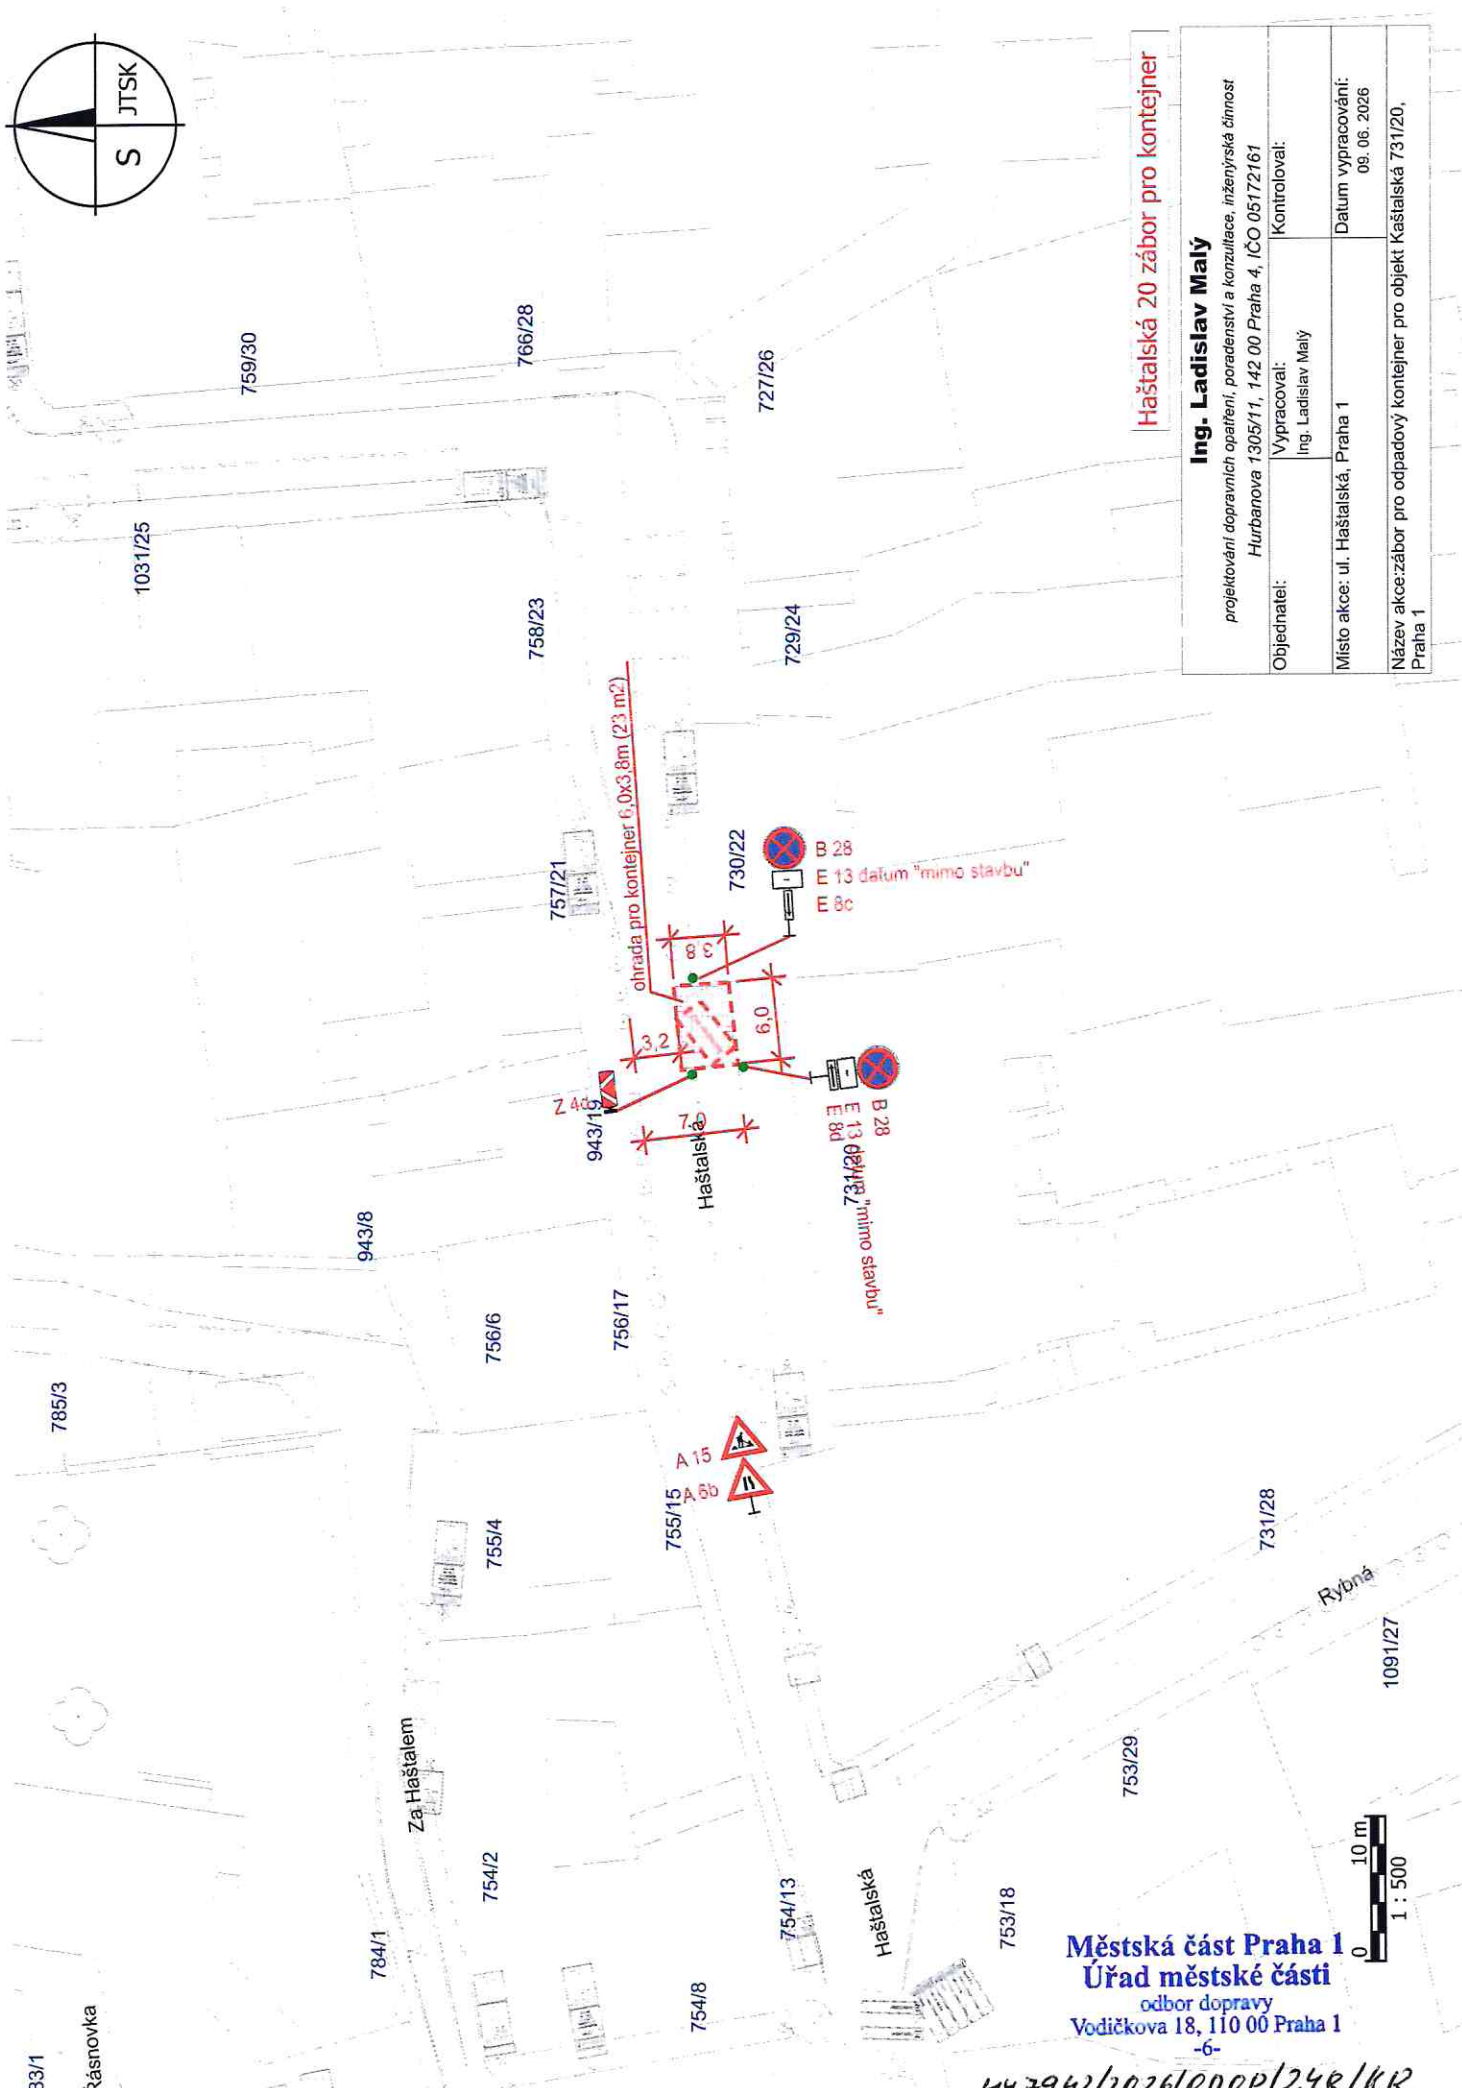 S JTSK
Haštalská 20 zábor pro kontejner
Ing. Ladislav Malý
projektování dopravních opatření, poradenství a konzultace, inženýrská činnost
Hurbanova 1305/11, 142 00 Praha 4, IČO 05172161
Objednatel:
Vypracoval:
Ing. Ladislav Malý
Kontroloval:
Místo akce: ul. Haštalská, Praha 1
Datum vypracování:
09. 06. 2026
Název akce:zábor pro odpadový kontejner pro objekt Kaštalská 731/20,
Praha 1
759/30
766/28
727/26
1031/25
758/23
729/24
ohrada pro kontejner 6,0x3,8m (23 m2)
757/21
730/22
B 28
E 13 datum "mimo stavbu"
E 8c
3,8
6,0
3,2
7,0
Z 4d
943/19
Haštalská
B 28
E 13 datum "mimo stavbu"
E 8d
731/20
943/8
756/6
756/17
785/3
A 15
A 6b
755/15
755/4
731/28
Rybná
1091/27
Za Haštalem
753/29
754/2
754/13
Haštalská
753/18
784/1
754/8
33/1
Rásnovka
0 10 m
1 : 500
Městská část Praha 1
Úřad městské části
odbor dopravy
Vodičkova 18, 110 00 Praha 1
-6-